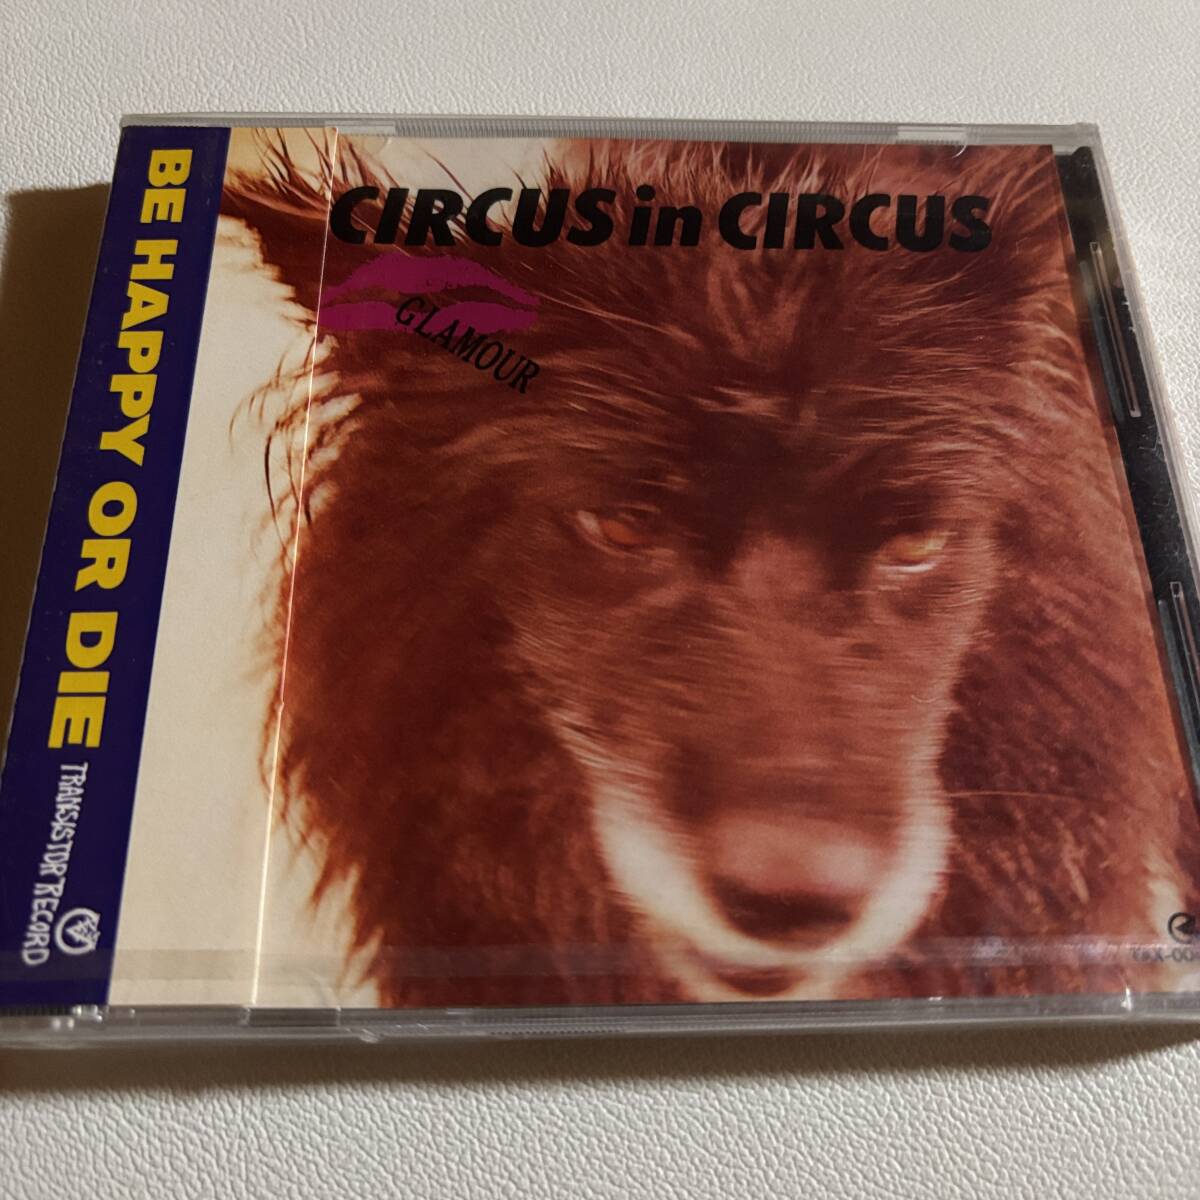 BE HAPPY OR DIE
TRANSISTOR RECORD
CIRCUS in CIRCUS
GLAMOUR